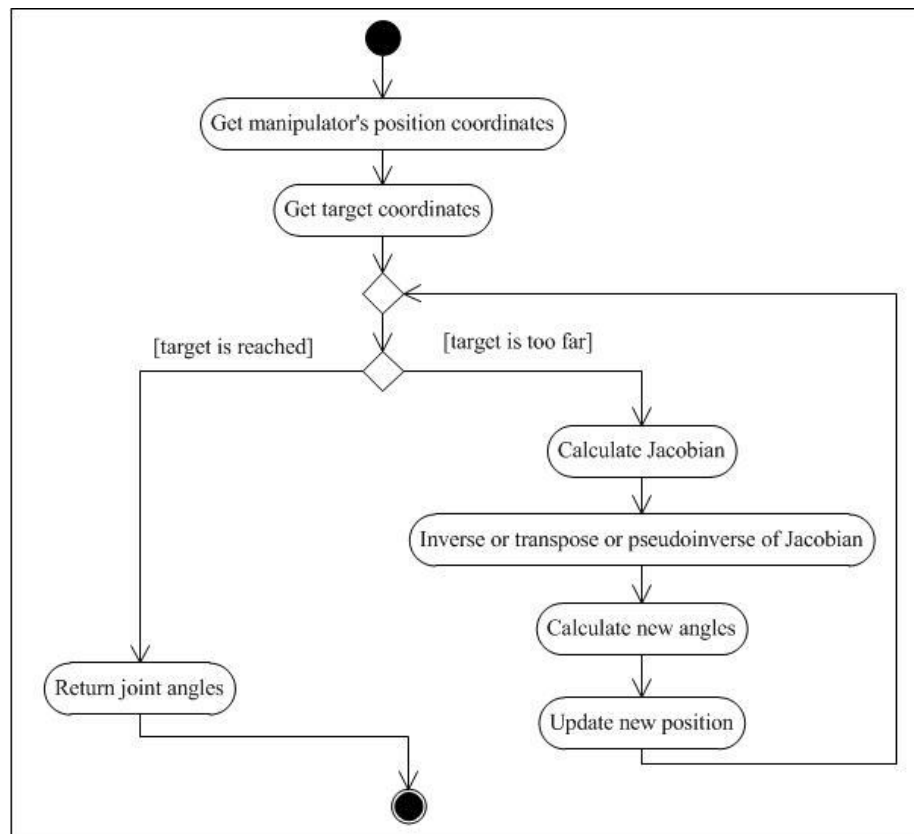 Get manipulator's position coordinates
Get target coordinates
[target is reached]
[target is too far]
Calculate Jacobian
Inverse or transpose or pseudoinverse of Jacobian
Calculate new angles
Return joint angles
Update new position